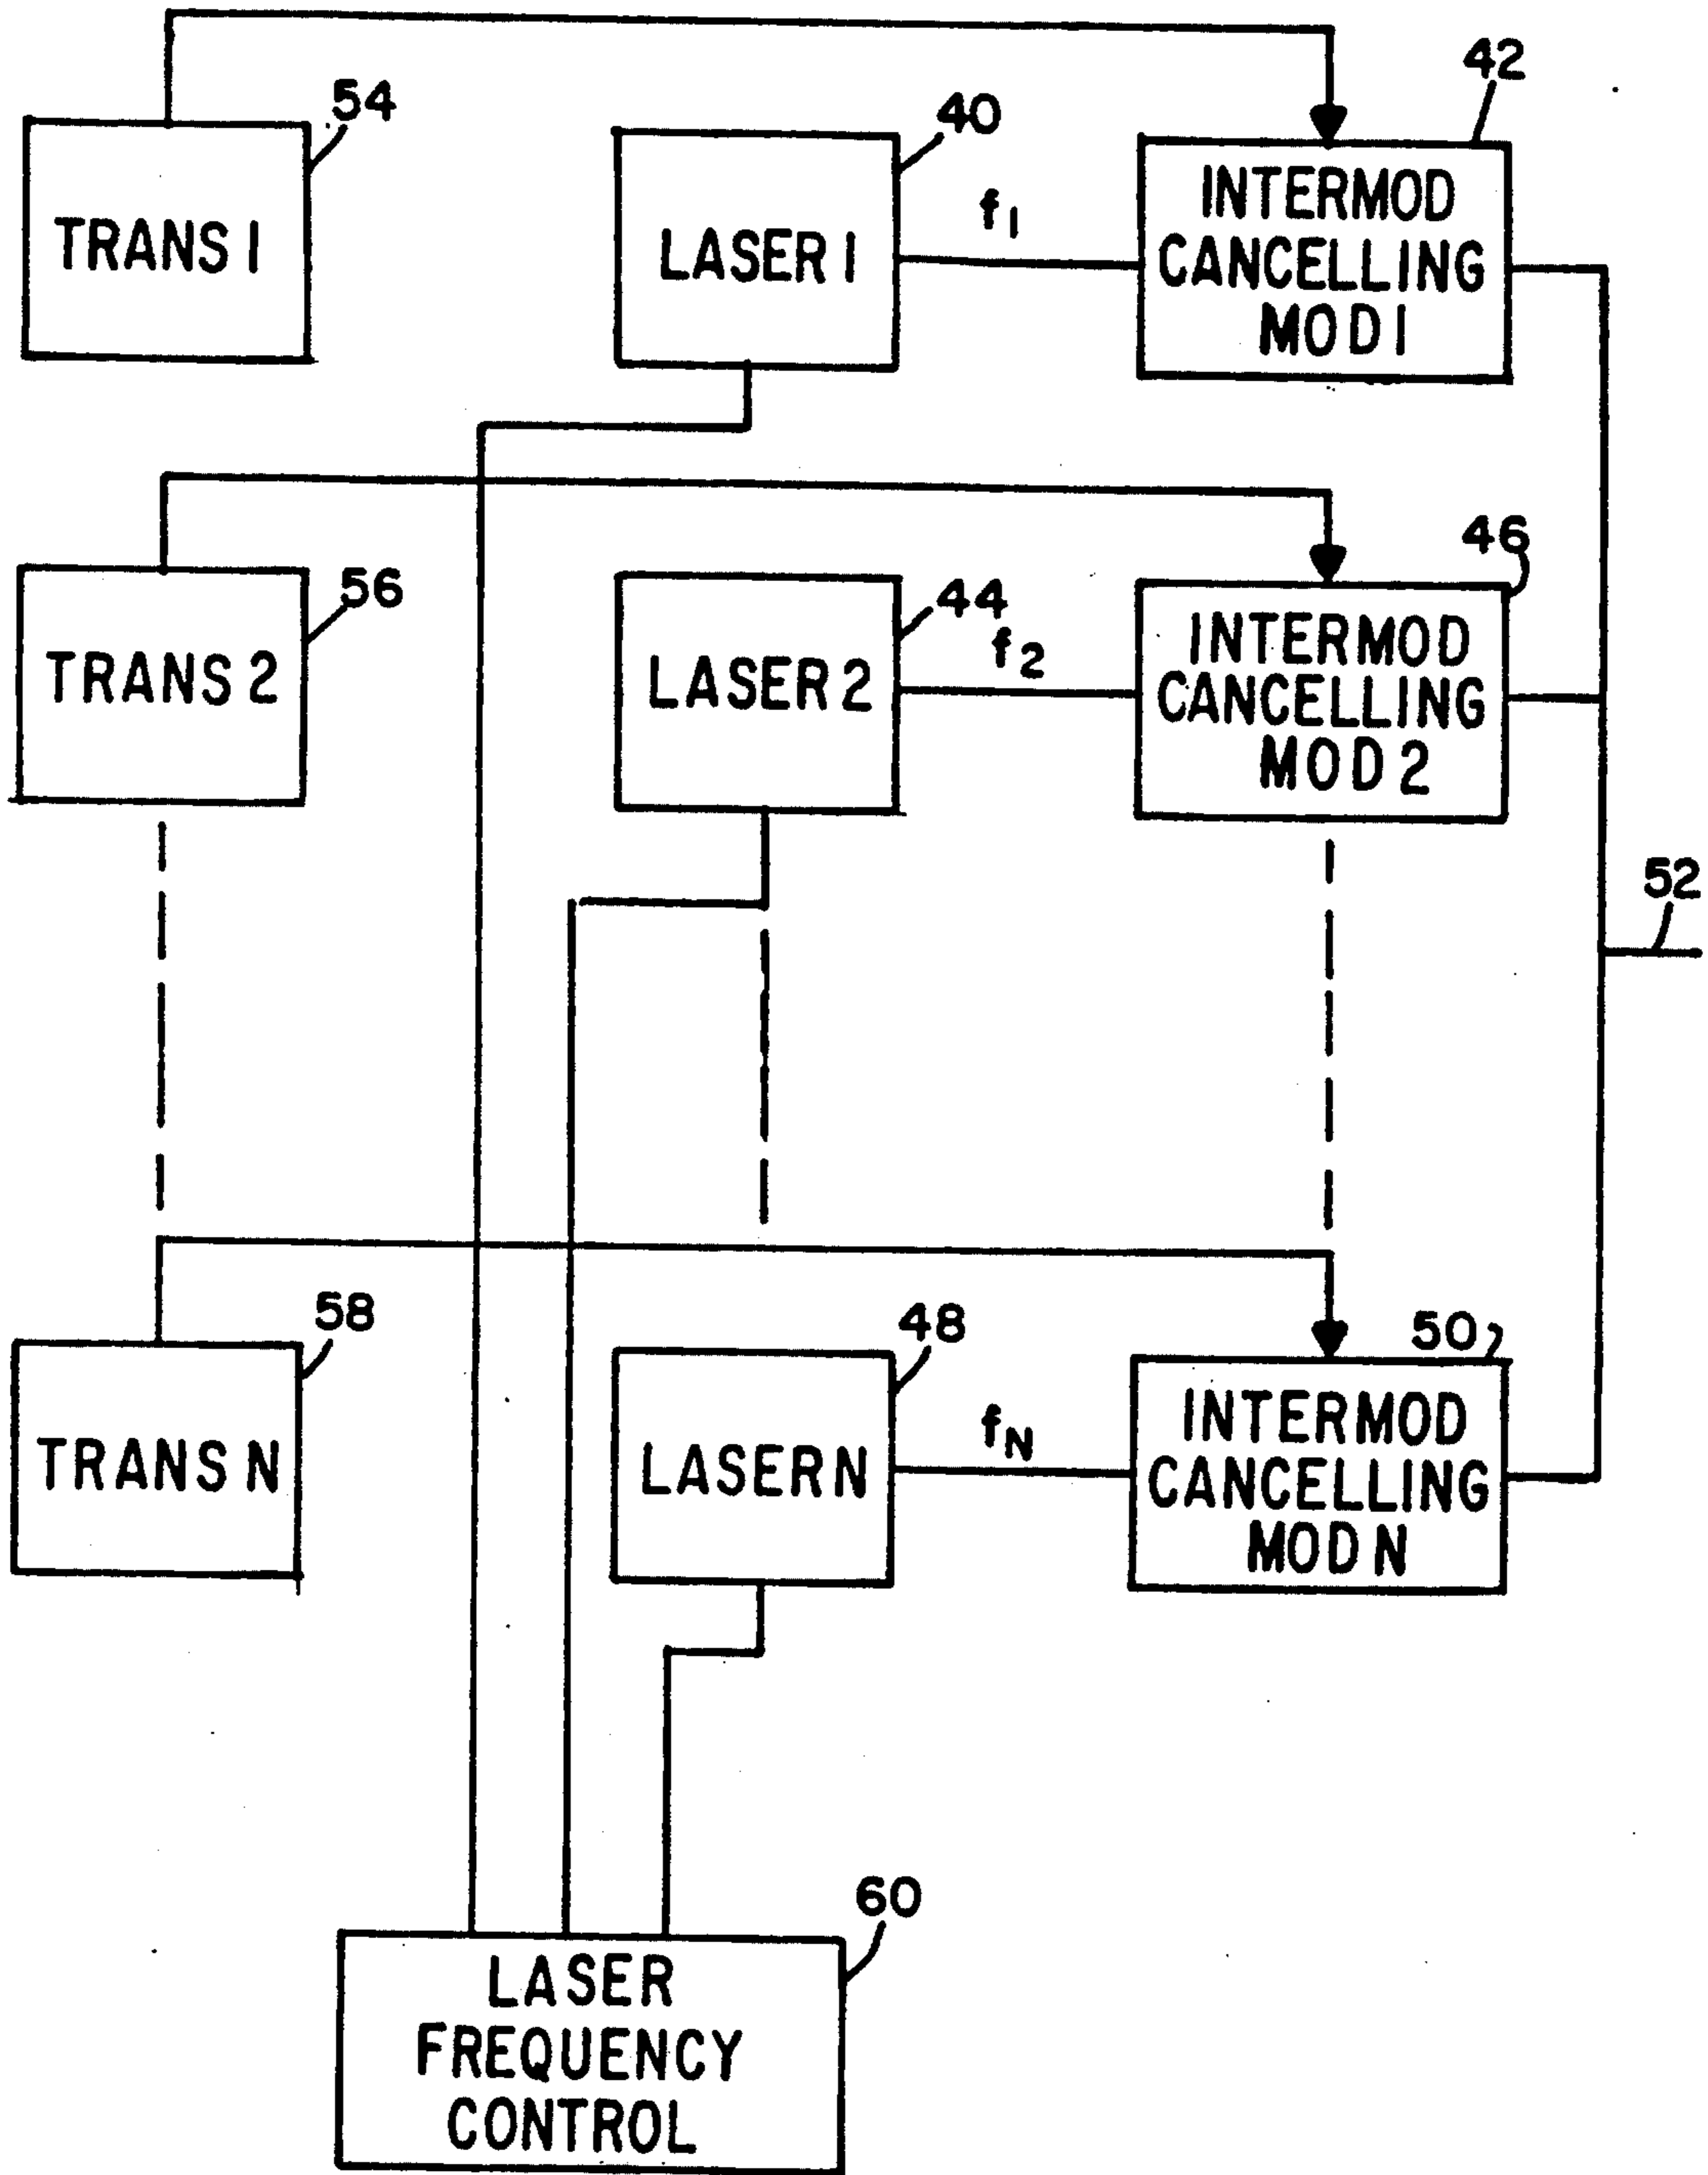 42
54
40
TRANS 1
LASER 1
f1
INTERMOD
CANCELLING
MOD 1
56
44
46
TRANS 2
LASER 2
f2
INTERMOD
CANCELLING
MOD 2
52
58
48
50
TRANS N
LASER N
fN
INTERMOD
CANCELLING
MOD N
60
LASER
FREQUENCY
CONTROL